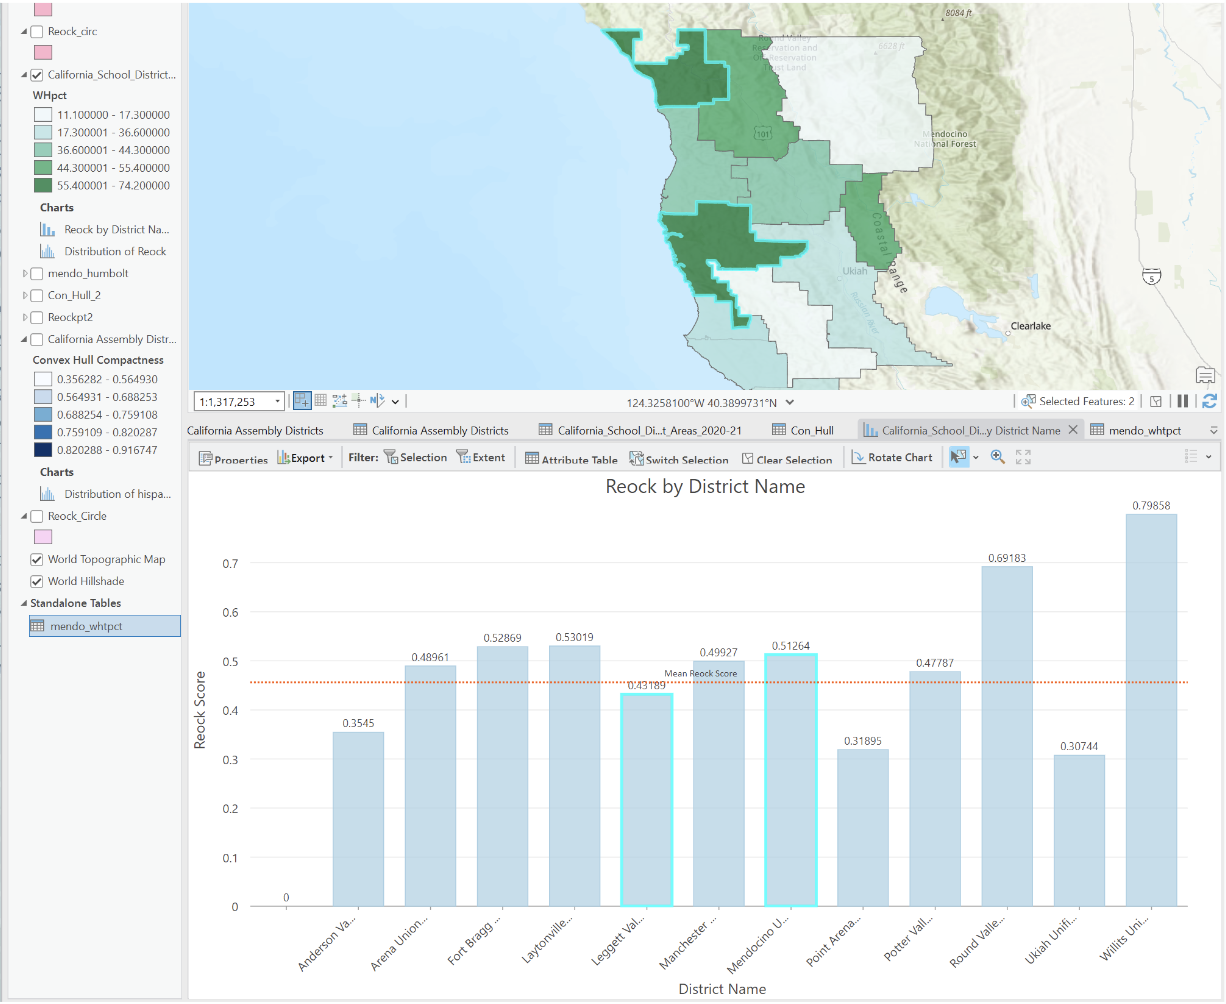 Reock_circ
California_School_District...
WHpct
11.100000 - 17.300000
17.300001 - 36.600000
36.600001 - 44.300000
44.300001 - 55.400000
55.400001 - 74.200000
Charts
Reock by District Na...
Distribution of Reock
mendo_humbolt
Con_Hull_2
Reockpt2
California Assembly Distr...
Convex Hull Compactness
0.356282 - 0.564930
0.564931 - 0.688253
0.688254 - 0.759108
0.759109 - 0.820287
0.820288 - 0.916747
Charts
Distribution of hispa...
Reock_Circle
World Topographic Map
World Hillshade
Standalone Tables
mendo_whtpct
8084 ft
Round Valley
Reservation and
Off-Reservation
Trust Land
6628 ft
101
Mendocino
National Forest
Coastal Range
Ukiah
Russian River
5
Clearlake
1:1,317,253
124.3258100°W 40.3899731°N
Selected Features: 2
California Assembly Districts
California Assembly Districts
California_School_Di...t_Areas_2020-21
Con_Hull
California_School_Di...y District Name
mendo_whtpct
Properties
Export
Filter:
Selection
Extent
Attribute Table
Switch Selection
Clear Selection
Rotate Chart
Reock by District Name
Reock Score
0.7
0.6
0.5
0.4
0.3
0.2
0.1
0
0
0.3545
0.48961
0.52869
0.53019
0.43189
0.49927
0.51264
0.31895
0.47787
0.69183
0.30744
0.79858
Mean Reock Score
Anderson Va...
Arena Union...
Fort Bragg ...
Laytonville...
Leggett Val...
Manchester ...
Mendocino U...
Point Arena...
Potter Vall...
Round Valle...
Ukiah Unifi...
Willits Uni...
District Name